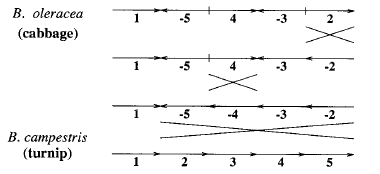 B. oleracea
(cabbage)
1 -5 4 -3 2
1 -5 4 -3 -2
1 -5 -4 -3 -2
B. campestris
(turnip)
1 2 3 4 5